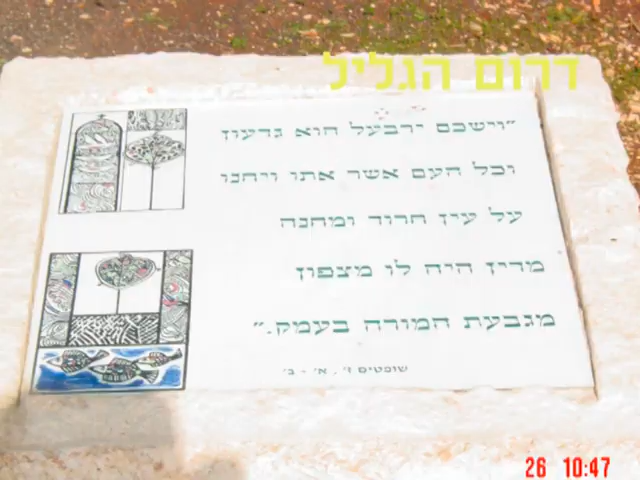 דרום הגליל
"וישכם ירבעל הוא גדעון
וכל העם אשר אתו ויחנו
על עין חרוד ומחנה
מדין היה לו מצפון
מגבעת המורה בעמק."
שופטים ז', א' - ב'
26 10:47